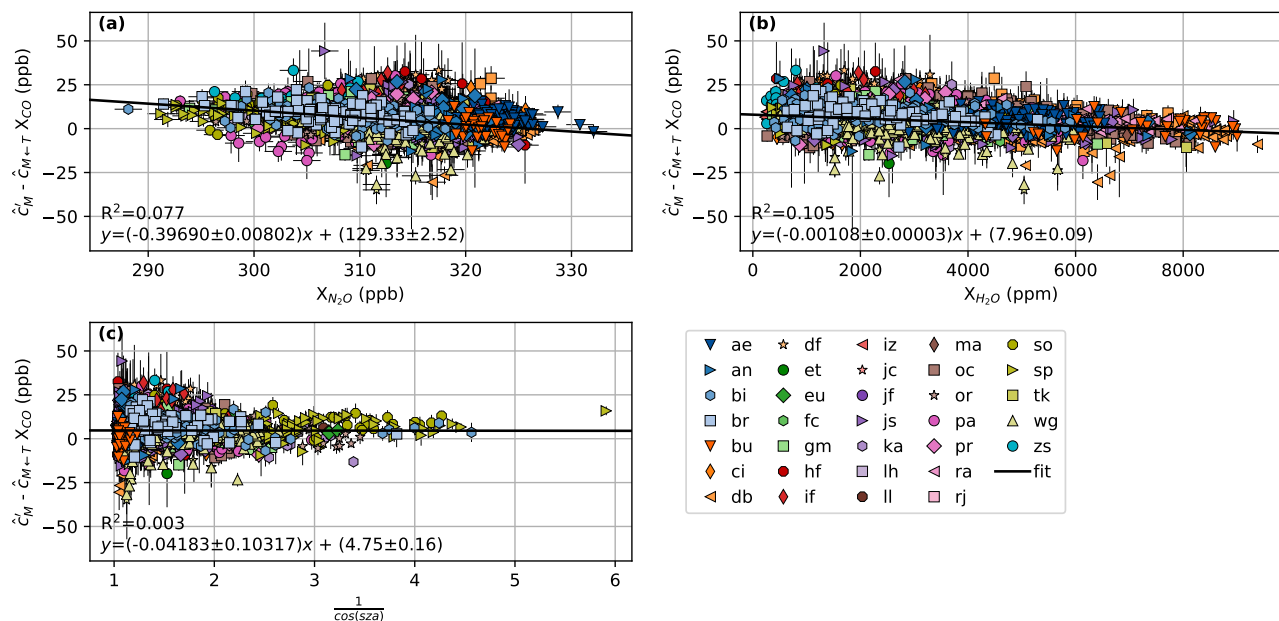 (a)
50
25
0
−25
−50
ĉ′M - ĉM←T XCO (ppb)
R²=0.077
y=(-0.39690±0.00802)x + (129.33±2.52)
290 300 310 320 330
XN₂O (ppb)
(b)
50
25
0
−25
−50
ĉ′M - ĉM←T XCO (ppb)
R²=0.105
y=(-0.00108±0.00003)x + (7.96±0.09)
0 2000 4000 6000 8000
XH₂O (ppm)
(c)
50
25
0
−25
−50
ĉ′M - ĉM←T XCO (ppb)
R²=0.003
y=(-0.04183±0.10317)x + (4.75±0.16)
1 2 3 4 5 6
1
cos(sza)
ae df iz ma so
an et jc oc sp
bi eu jf or tk
br fc js pa wg
bu gm ka pr zs
ci hf lh ra fit
db if ll rj